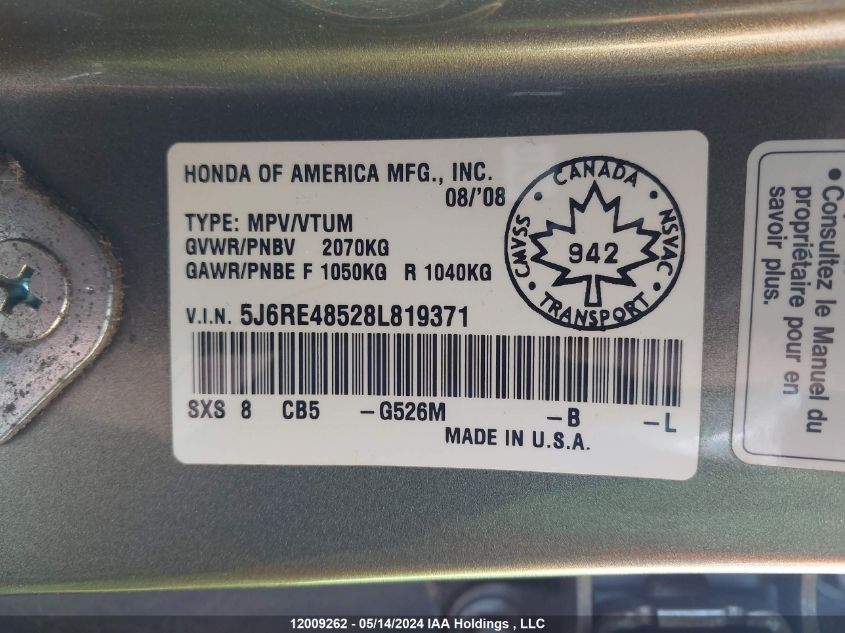 HONDA OF AMERICA MFG., INC.
08/'08
TYPE: MPV/VTUM
GVWR/PNBV 2070KG
GAWR/PNBE F 1050KG R 1040KG
V.I.N. 5J6RE48528L819371
SXS 8 CB5 -G526M -B -L
MADE IN U.S.A.
CANADA
CMVSS 942 NSVAC
TRANSPORT
• Consultez le Manuel du
propriétaire pour en
savoir plus.
12009262 - 05/14/2024 IAA Holdings , LLC